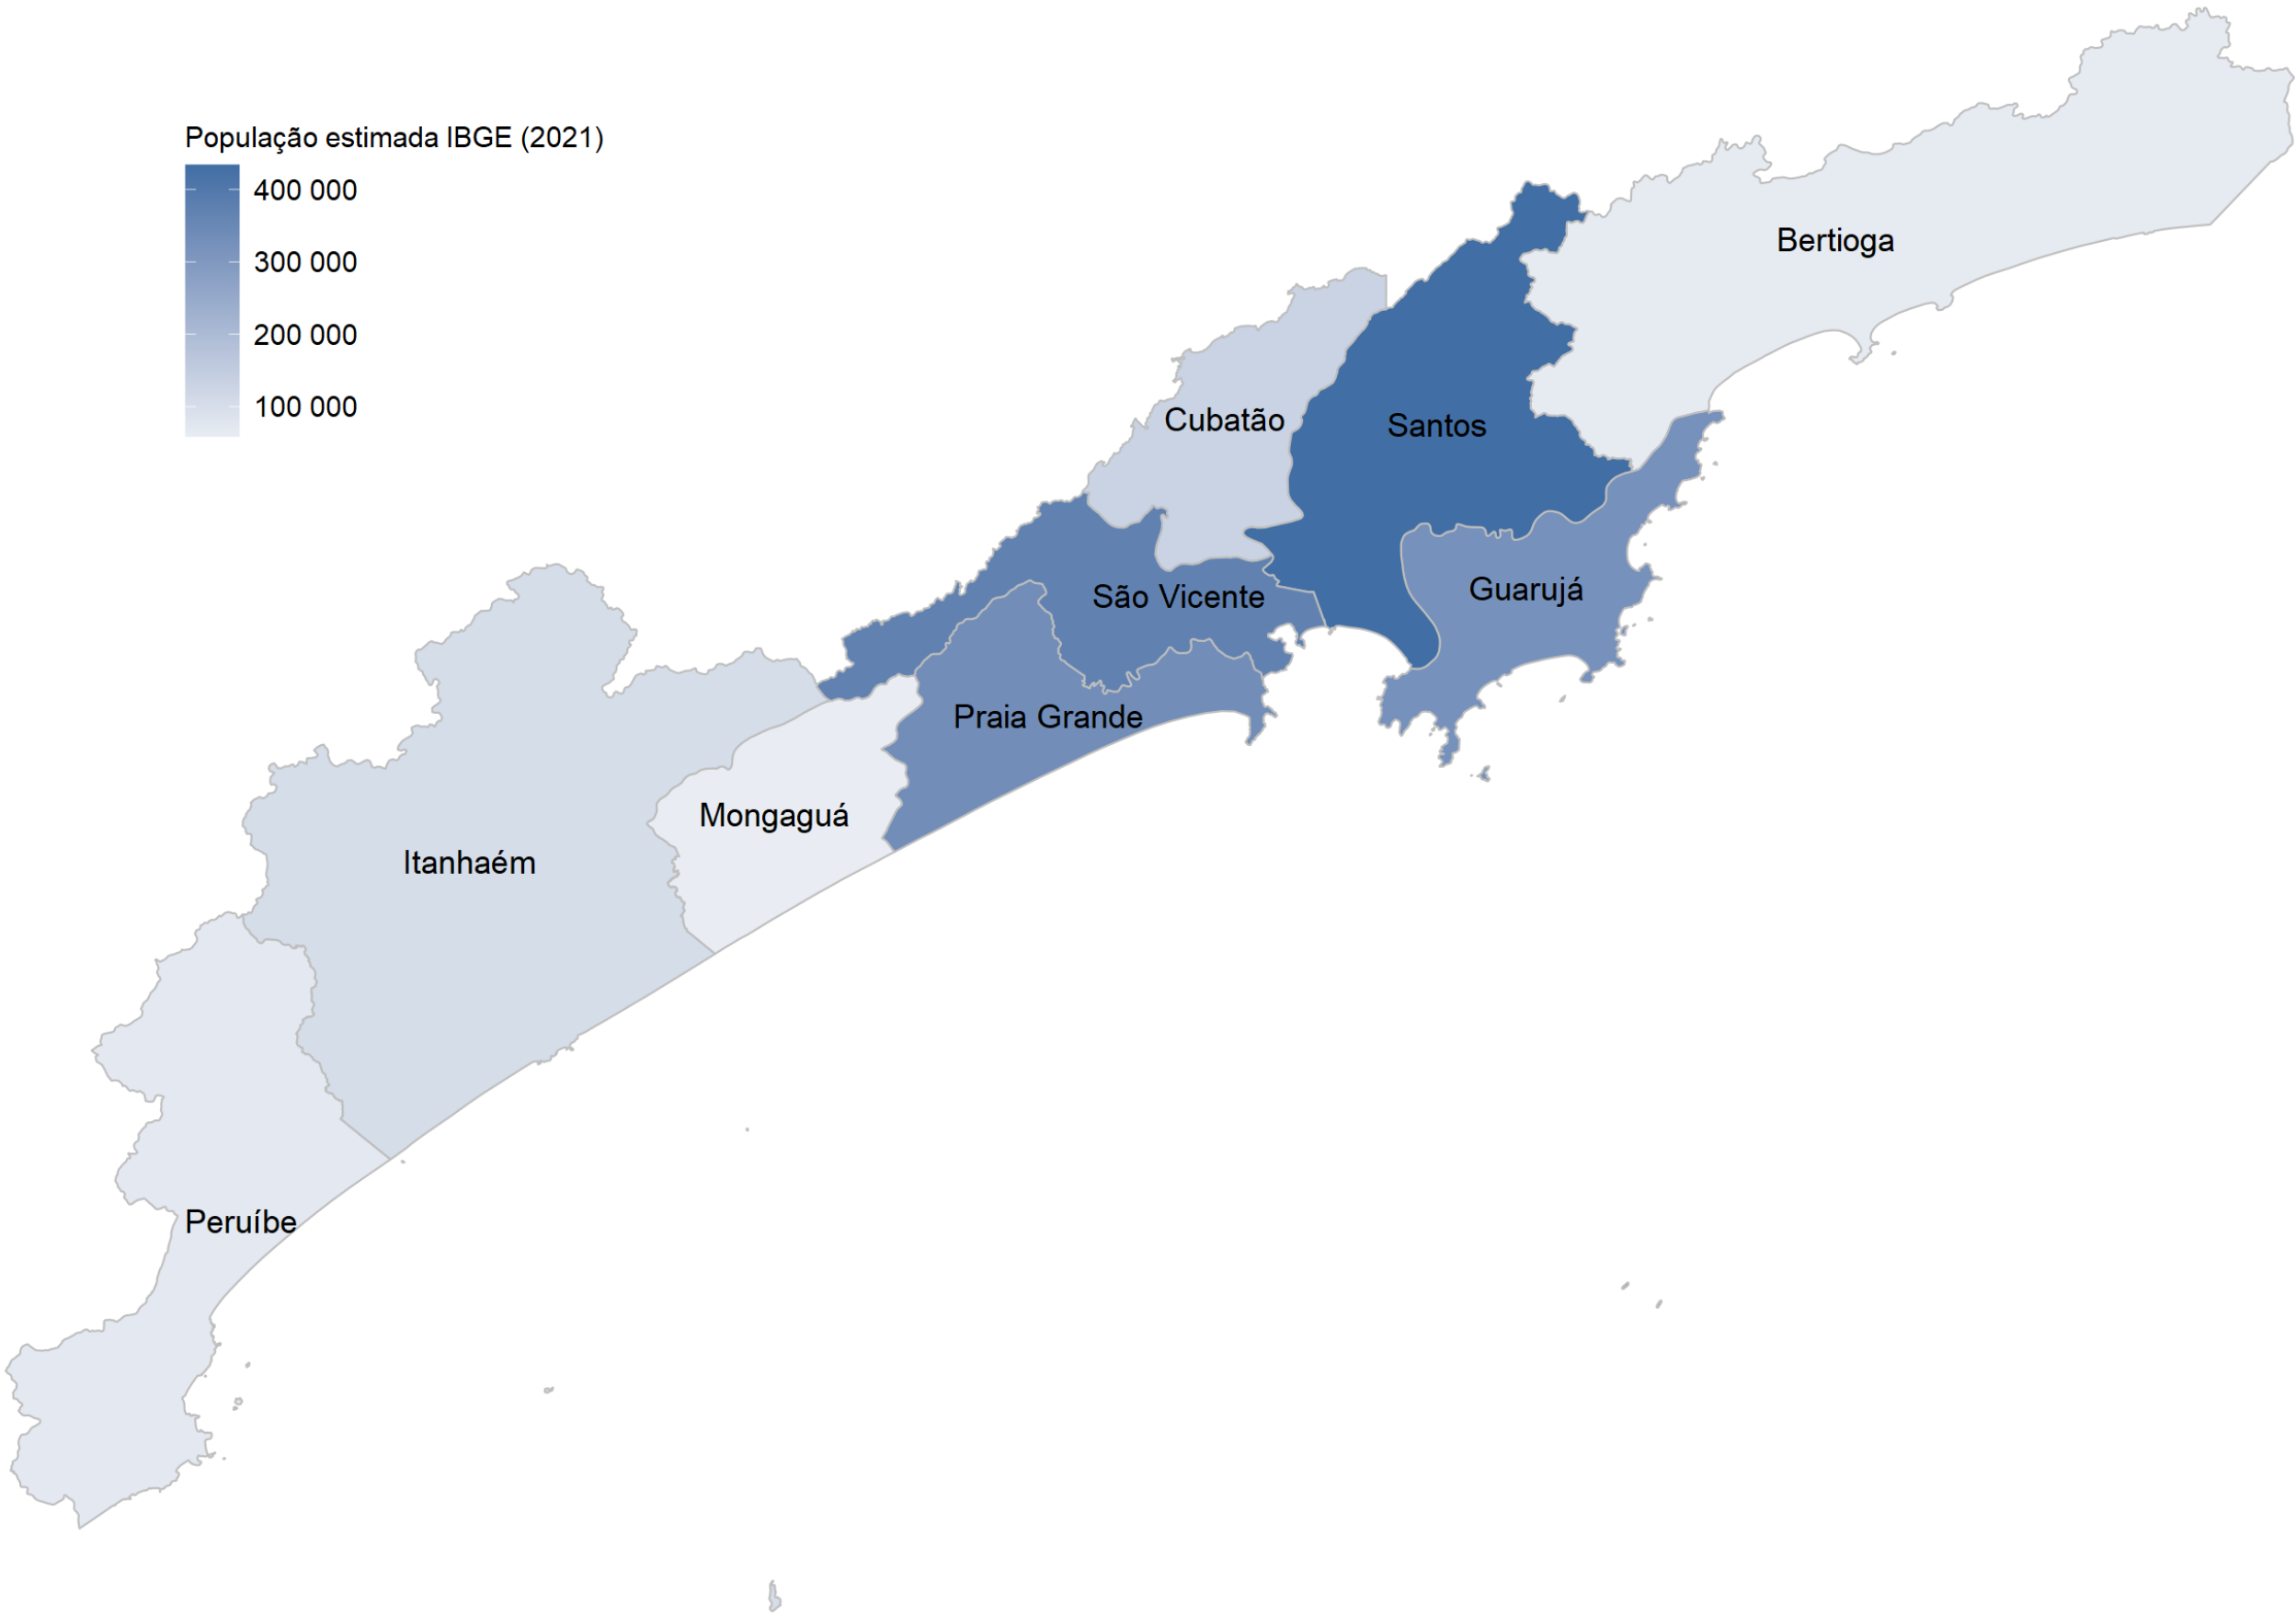 População estimada IBGE (2021)
400 000
300 000
200 000
100 000
Bertioga
Cubatão
Santos
São Vicente
Guarujá
Praia Grande
Mongaguá
Itanhaém
Peruíbe